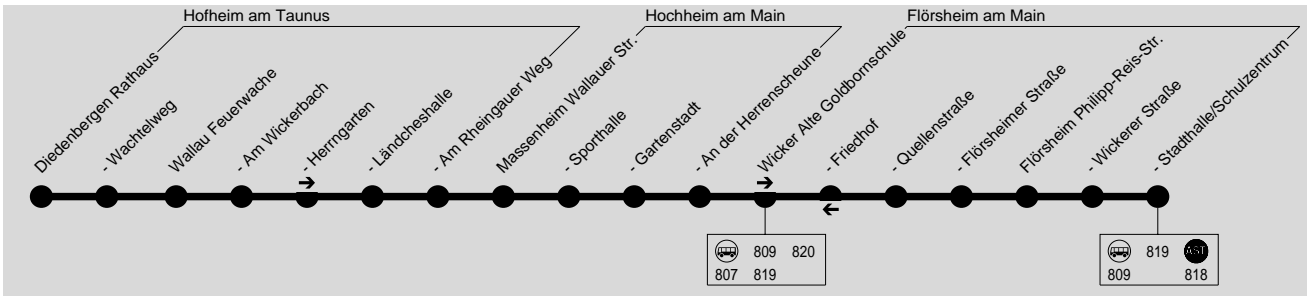 Hofheim am Taunus
Hochheim am Main
Flörsheim am Main
Diedenbergen Rathaus
- Wachtelweg
Wallau Feuerwache
- Am Wickerbach
- Herrngarten
- Ländcheshalle
- Am Rheingauer Weg
Massenheim Wallauer Str.
- Sporthalle
- Gartenstadt
- An der Herrenscheune
Wicker Alte Goldbornschule
- Friedhof
- Quellenstraße
- Flörsheimer Straße
Flörsheim Philipp-Reis-Str.
- Wickerer Straße
- Stadthalle/Schulzentrum
809 820
807 819
819 AST
809 818